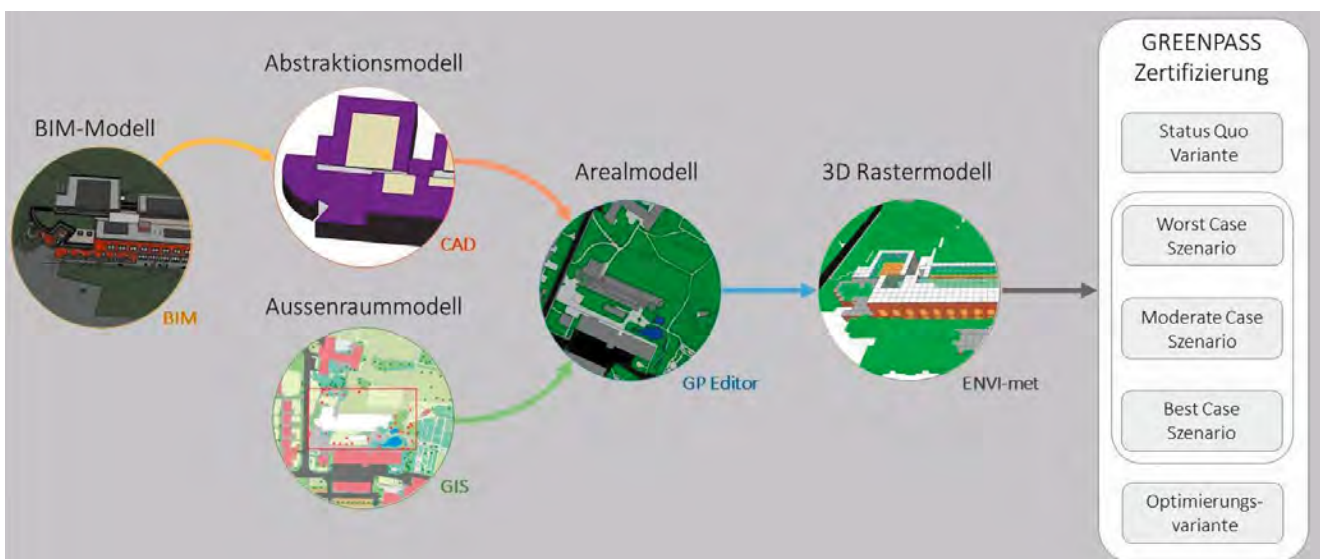 BIM-Modell
BIM
Abstraktionsmodell
CAD
Aussenraummodell
GIS
Arealmodell
GP Editor
3D Rastermodell
ENVI-met
GREENPASS
Zertifizierung
Status Quo
Variante
Worst Case
Szenario
Moderate Case
Szenario
Best Case
Szenario
Optimierungs-
variante